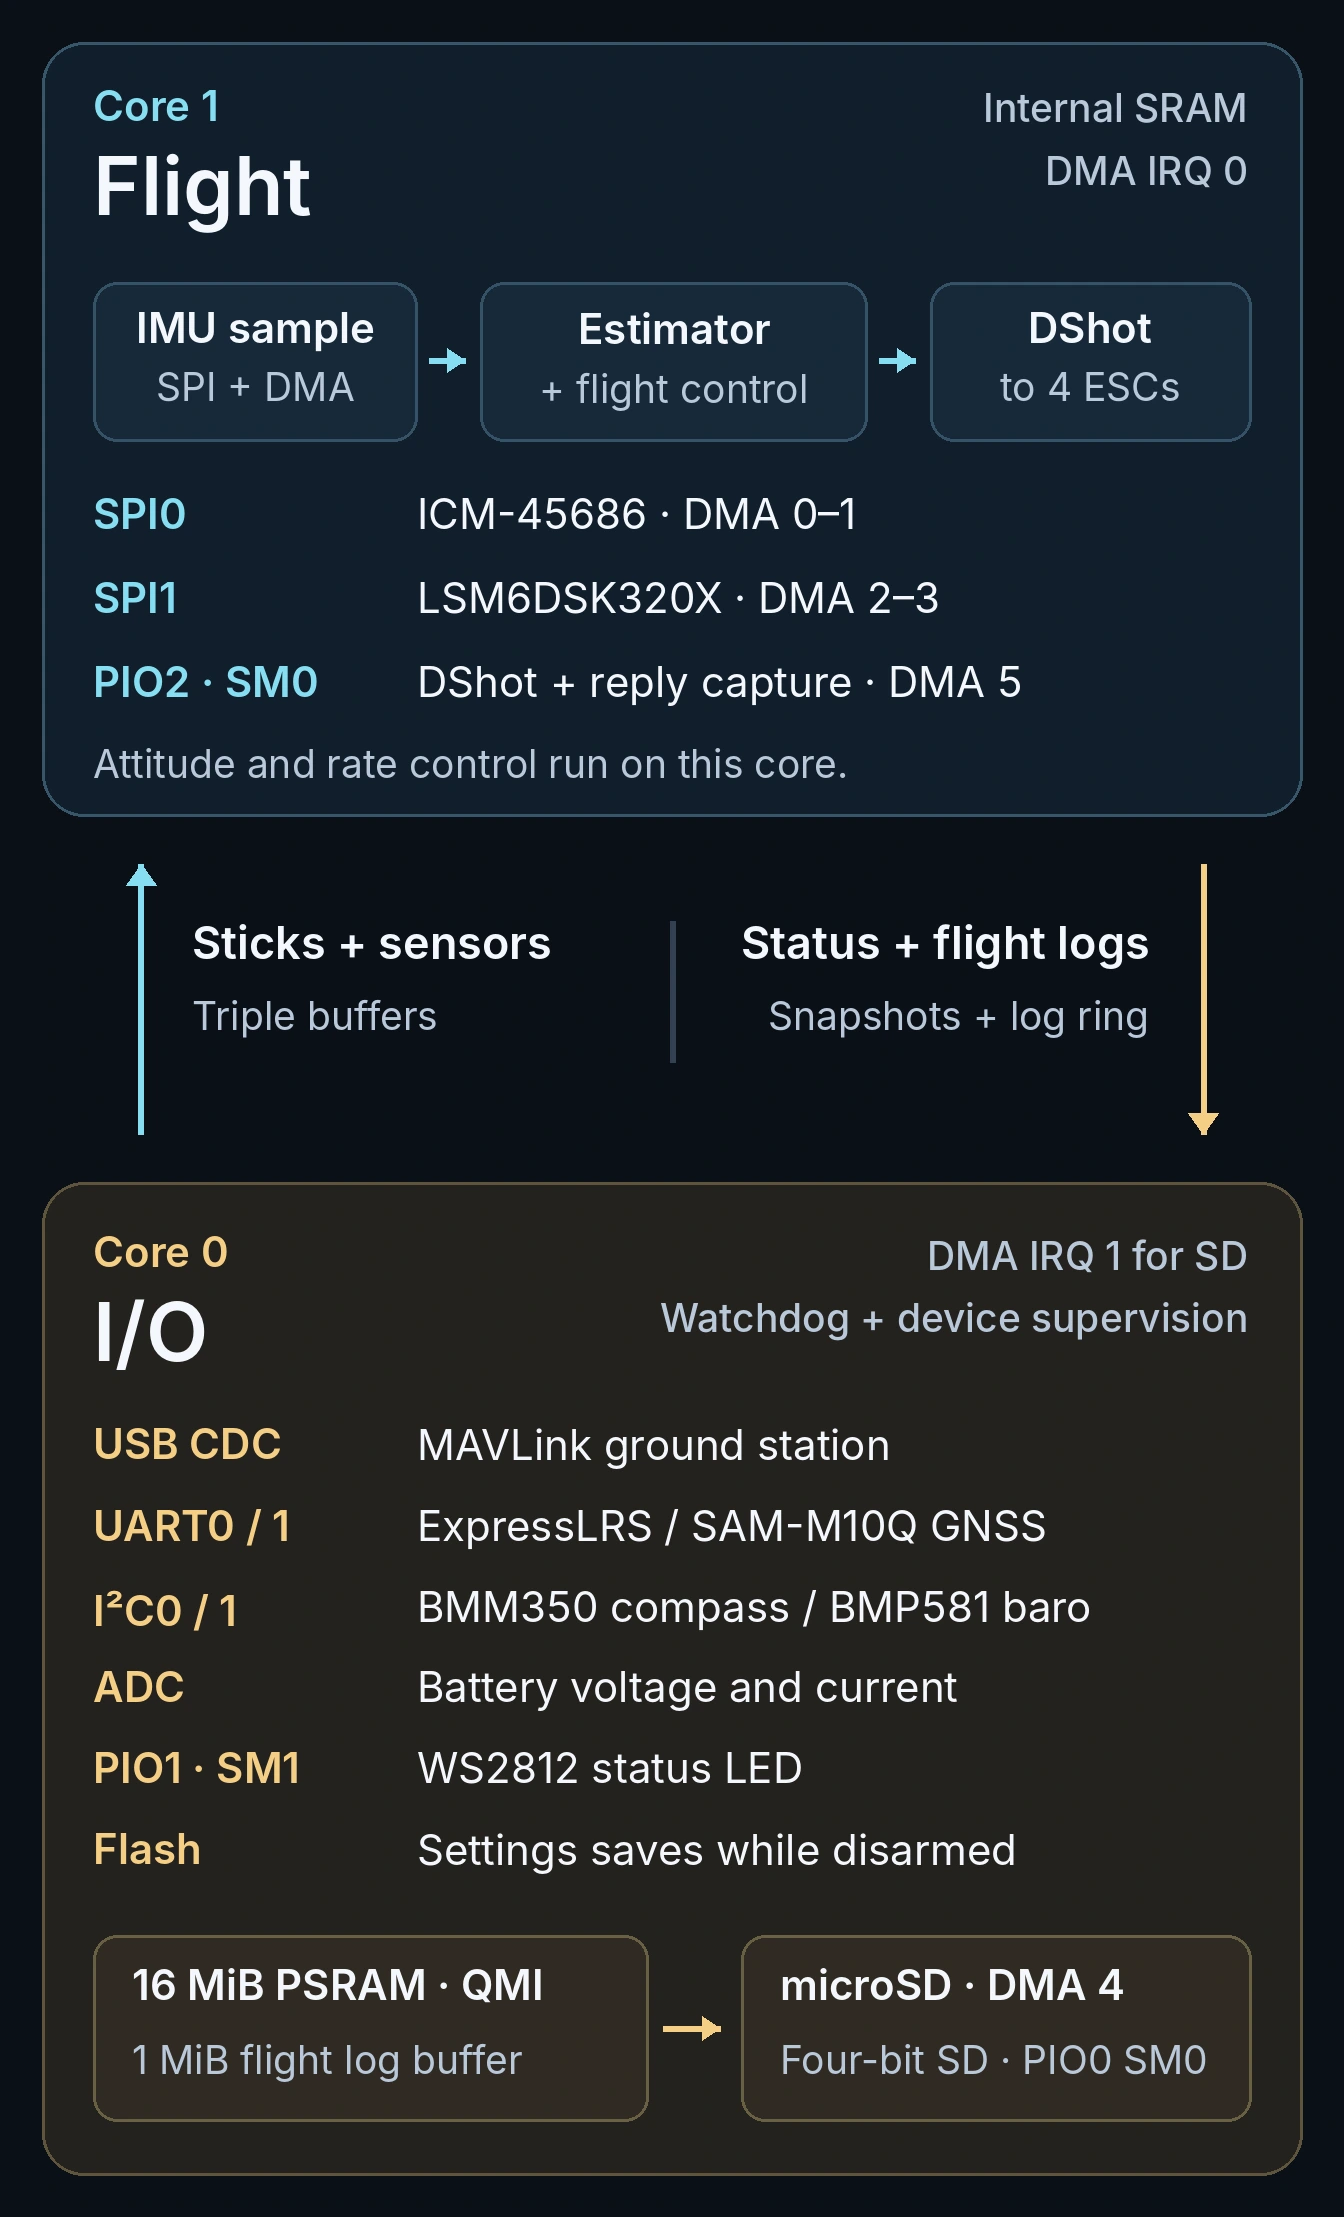 Core 1
Internal SRAM
Flight
DMA IRQ 0
IMU sample
SPI + DMA
Estimator
+ flight control
DShot
to 4 ESCs
SPI0 ICM-45686 · DMA 0–1
SPI1 LSM6DSK320X · DMA 2–3
PIO2 · SM0 DShot + reply capture · DMA 5
Attitude and rate control run on this core.
Sticks + sensors
Triple buffers
Status + flight logs
Snapshots + log ring
Core 0
DMA IRQ 1 for SD
I/O
Watchdog + device supervision
USB CDC MAVLink ground station
UART0 / 1 ExpressLRS / SAM-M10Q GNSS
I²C0 / 1 BMM350 compass / BMP581 baro
ADC Battery voltage and current
PIO1 · SM1 WS2812 status LED
Flash Settings saves while disarmed
16 MiB PSRAM · QMI
1 MiB flight log buffer
microSD · DMA 4
Four-bit SD · PIO0 SM0